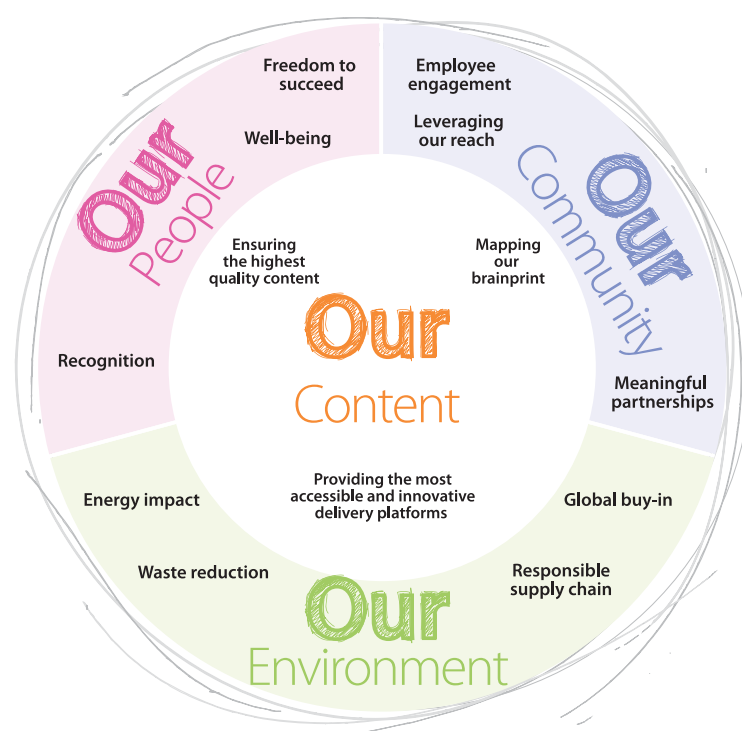 Our
People
Freedom to
succeed
Well-being
Recognition
Our
Community
Employee
engagement
Leveraging
our reach
Meaningful
partnerships
Our
Content
Ensuring
the highest
quality content
Mapping
our
brainprint
Providing the most
accessible and innovative
delivery platforms
Our
Environment
Energy impact
Waste reduction
Global buy-in
Responsible
supply chain